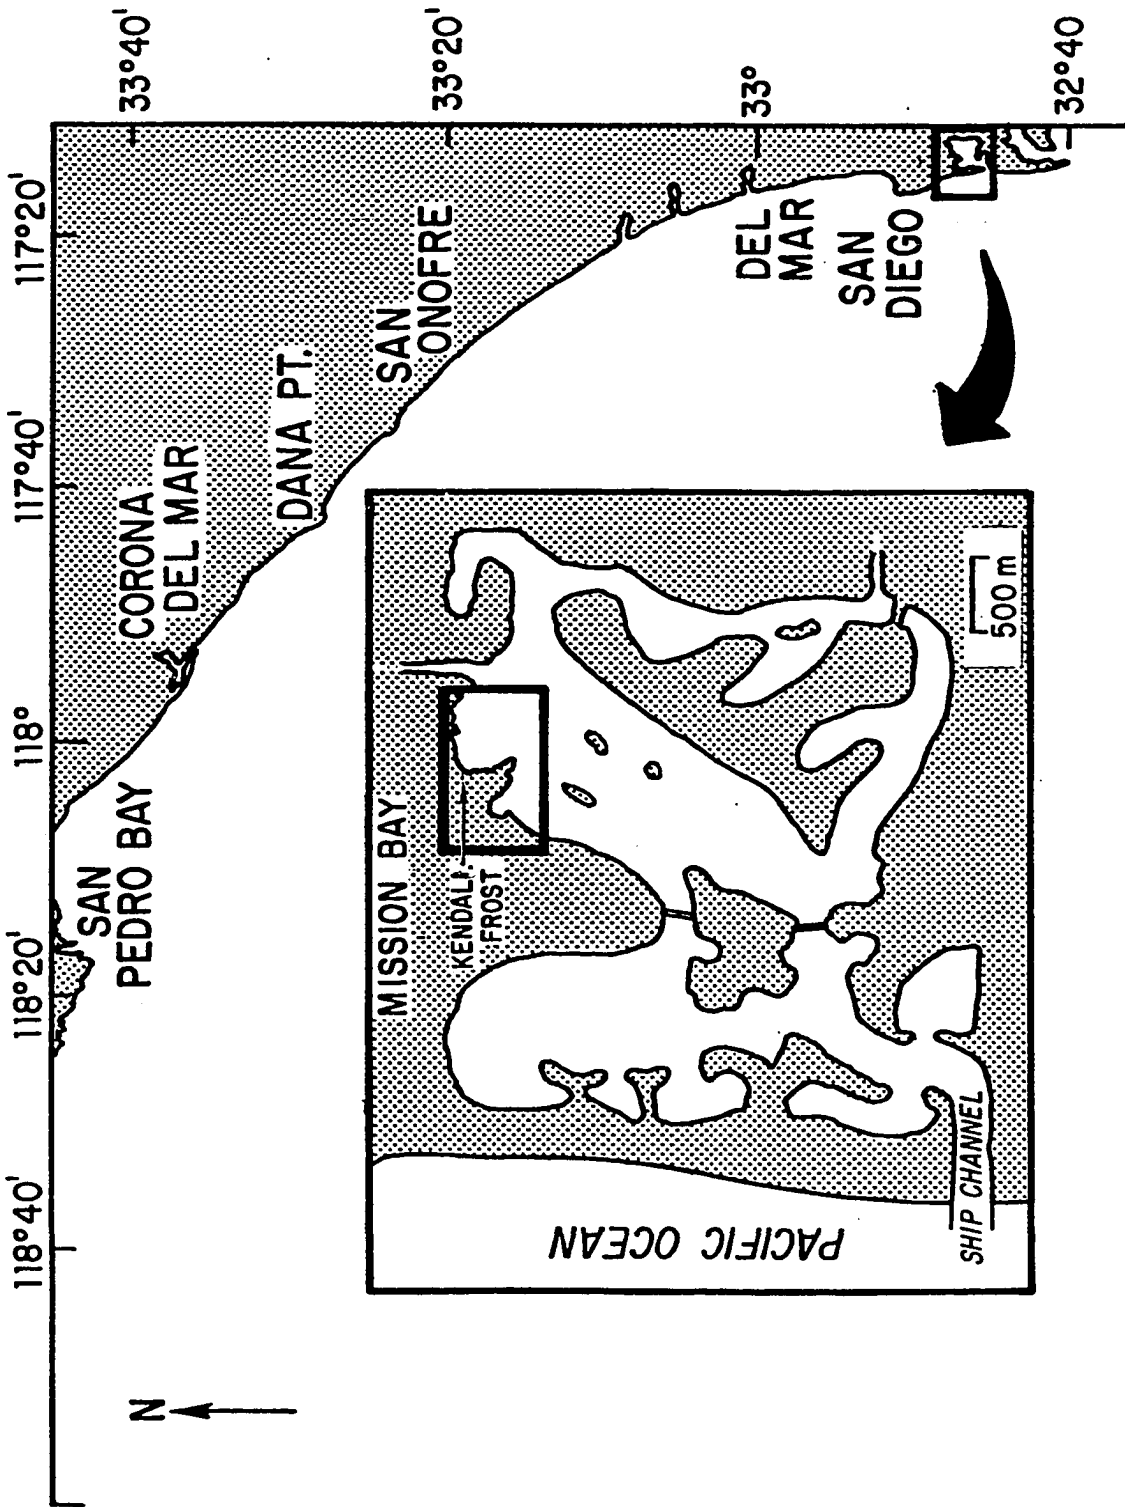 118°40'
118°20'
118°
117°40'
117°20'
33°40'
33°20'
33°
32°40'
N
SAN
PEDRO BAY
CORONA
DEL MAR
DANA PT.
SAN
ONOFRE
DEL
MAR
SAN
DIEGO
MISSION BAY
KENDALL
FROST
PACIFIC OCEAN
SHIP CHANNEL
500 m